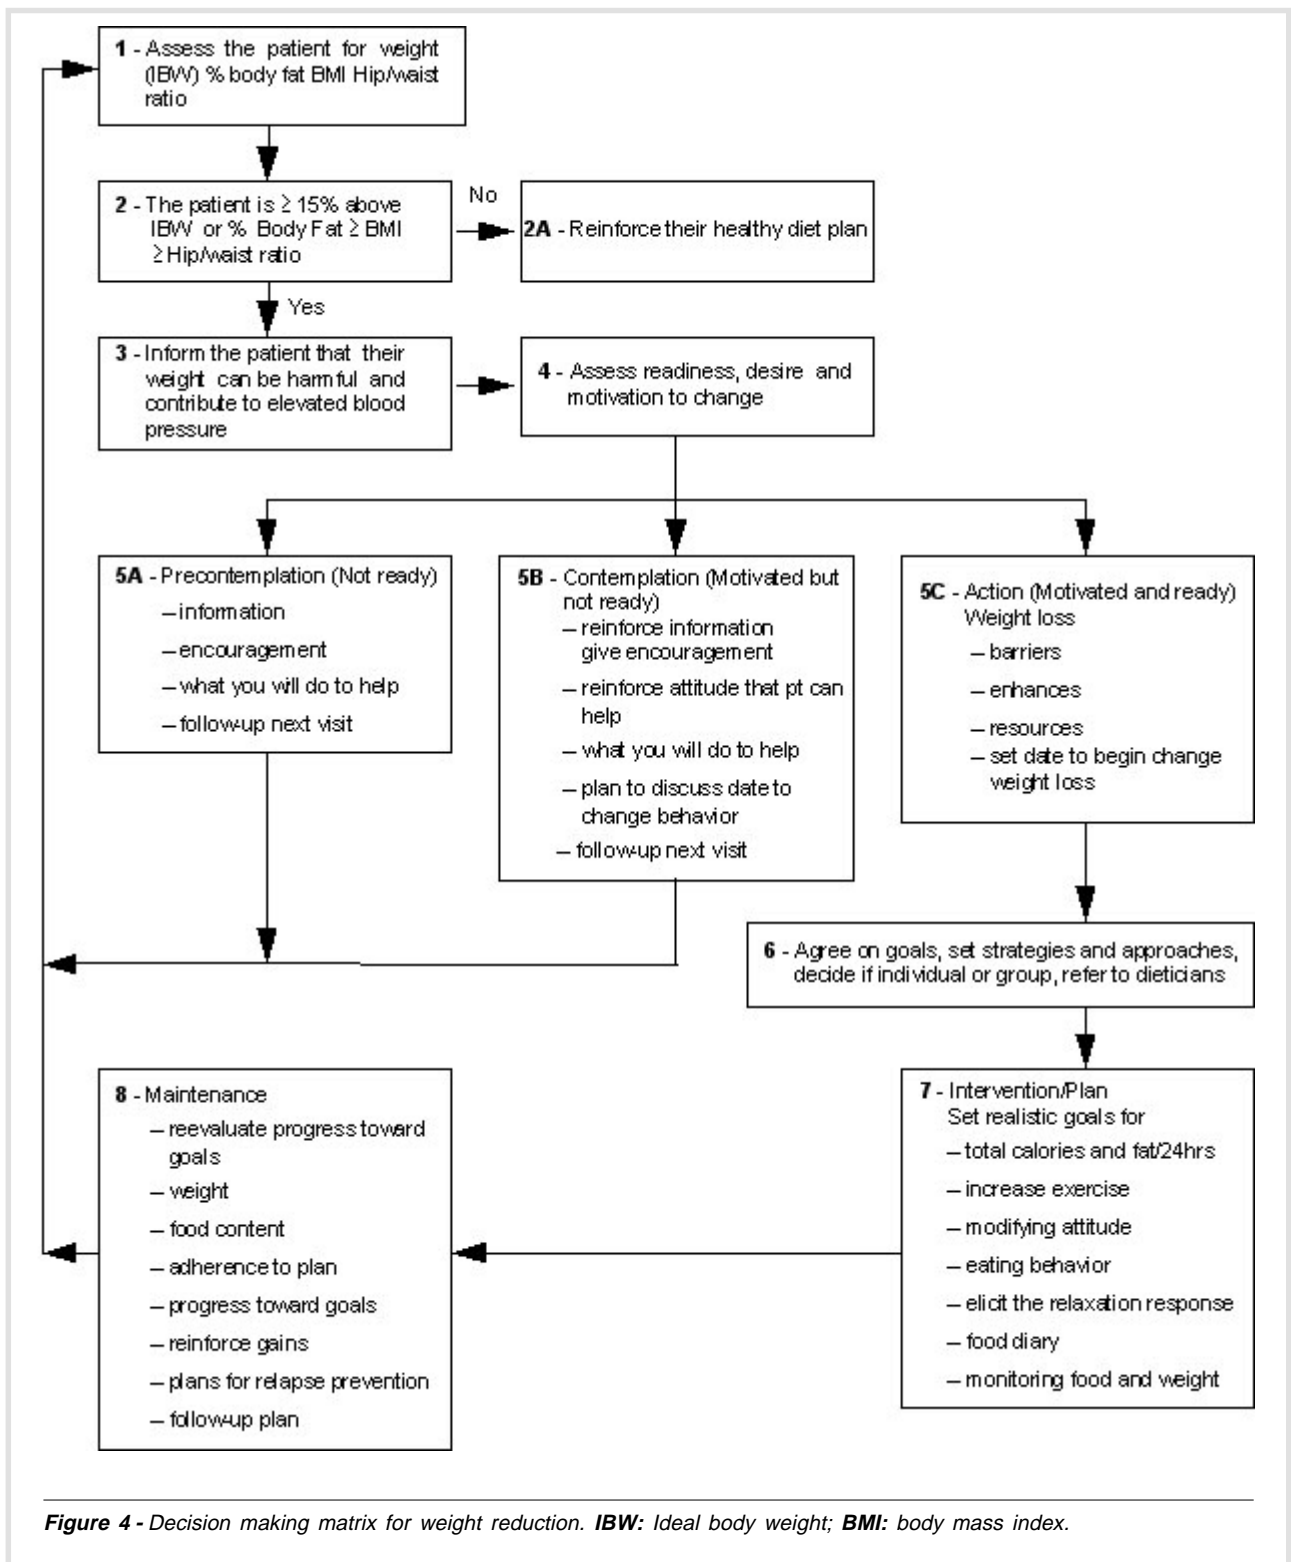 1 - Assess the patient for weight
(IBW) % body fat BMI Hip/waist
ratio
2 - The patient is ≥ 15% above
IBW or % Body Fat ≥ BMI
≥ Hip/waist ratio
No
2A - Reinforce their healthy diet plan
Yes
3 - Inform the patient that their
weight can be harmful and
contribute to elevated blood
pressure
4 - Assess readiness, desire and
motivation to change
5A - Precontemplation (Not ready)
– information
– encouragement
– what you will do to help
– follow-up next visit
5B - Contemplation (Motivated but
not ready)
– reinforce information
give encouragement
– reinforce attitude that pt can
help
– what you will do to help
– plan to discuss date to
change behavior
– follow-up next visit
5C - Action (Motivated and ready)
Weight loss
– barriers
– enhances
– resources
– set date to begin change
weight loss
6 - Agree on goals, set strategies and approaches,
decide if individual or group, refer to dieticians
7 - Intervention/Plan
Set realistic goals for
– total calories and fat/24hrs
– increase exercise
– modifying attitude
– eating behavior
– elicit the relaxation response
– food diary
– monitoring food and weight
8 - Maintenance
– reevaluate progress toward
goals
– weight
– food content
– adherence to plan
– progress toward goals
– reinforce gains
– plans for relapse prevention
– follow-up plan
Figure 4 - Decision making matrix for weight reduction. IBW: Ideal body weight; BMI: body mass index.